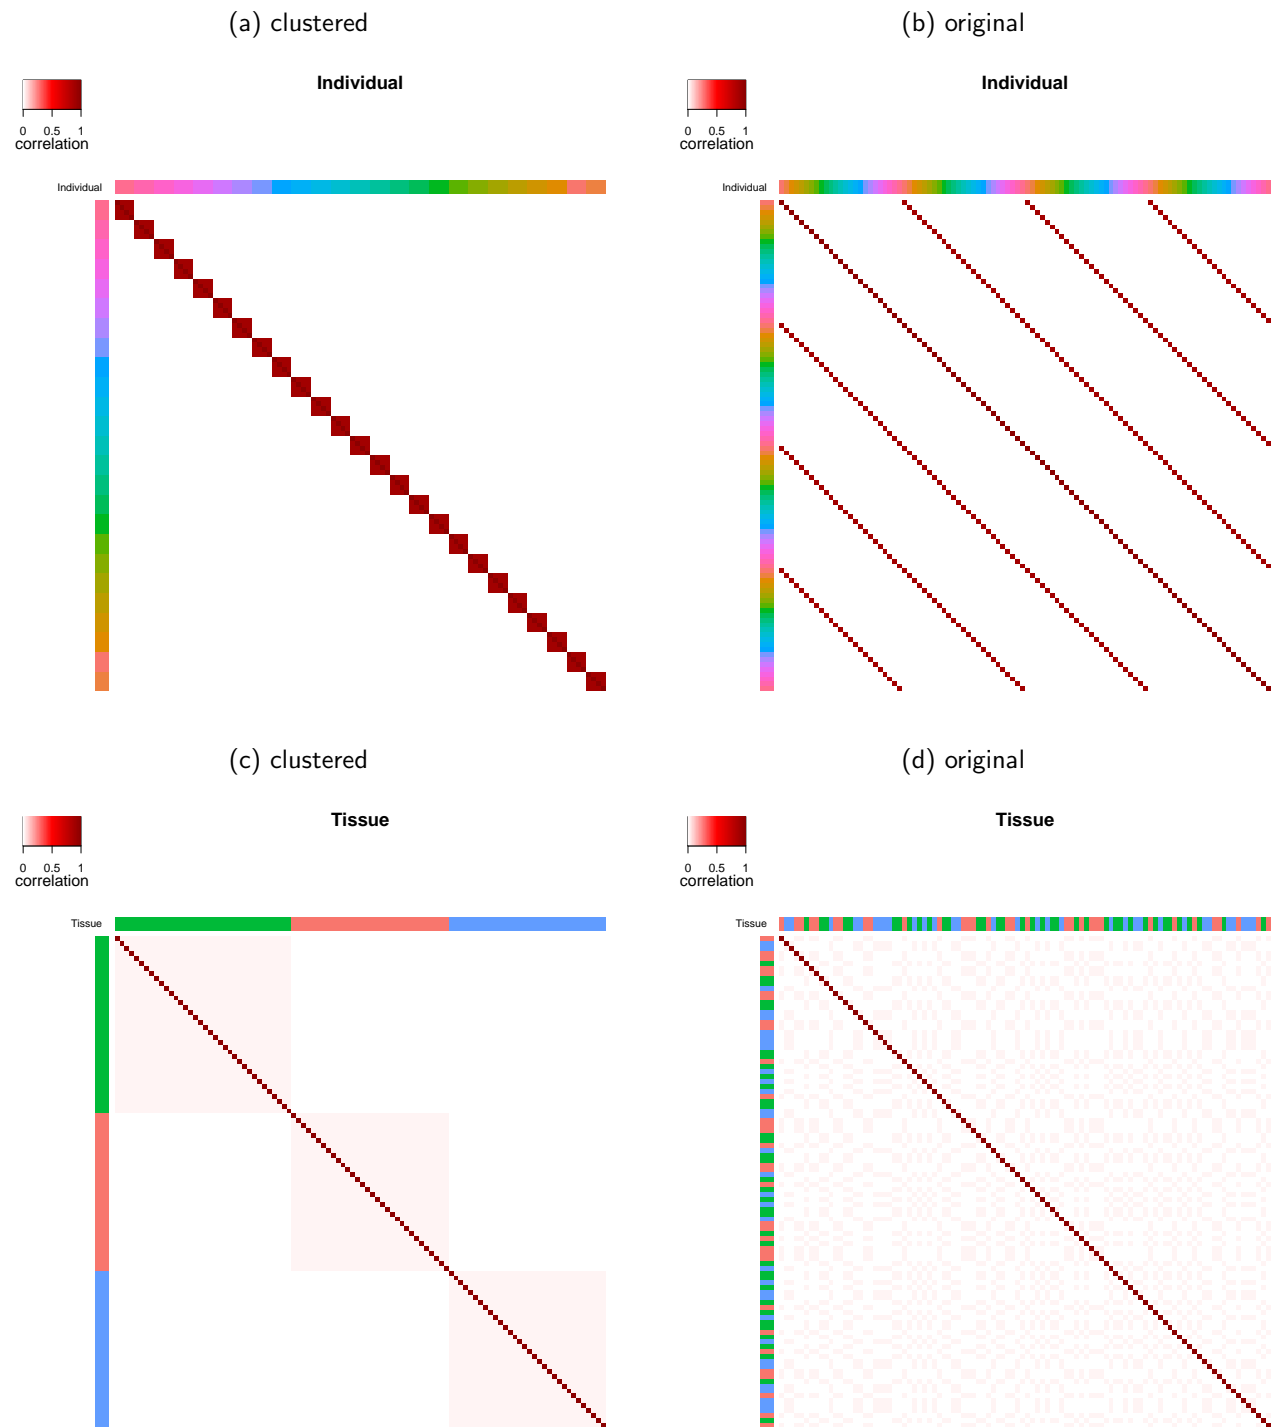 (a) clustered
Individual
0 0.5 1
correlation
Individual
(b) original
Individual
0 0.5 1
correlation
Individual
(c) clustered
Tissue
0 0.5 1
correlation
Tissue
(d) original
Tissue
0 0.5 1
correlation
Tissue